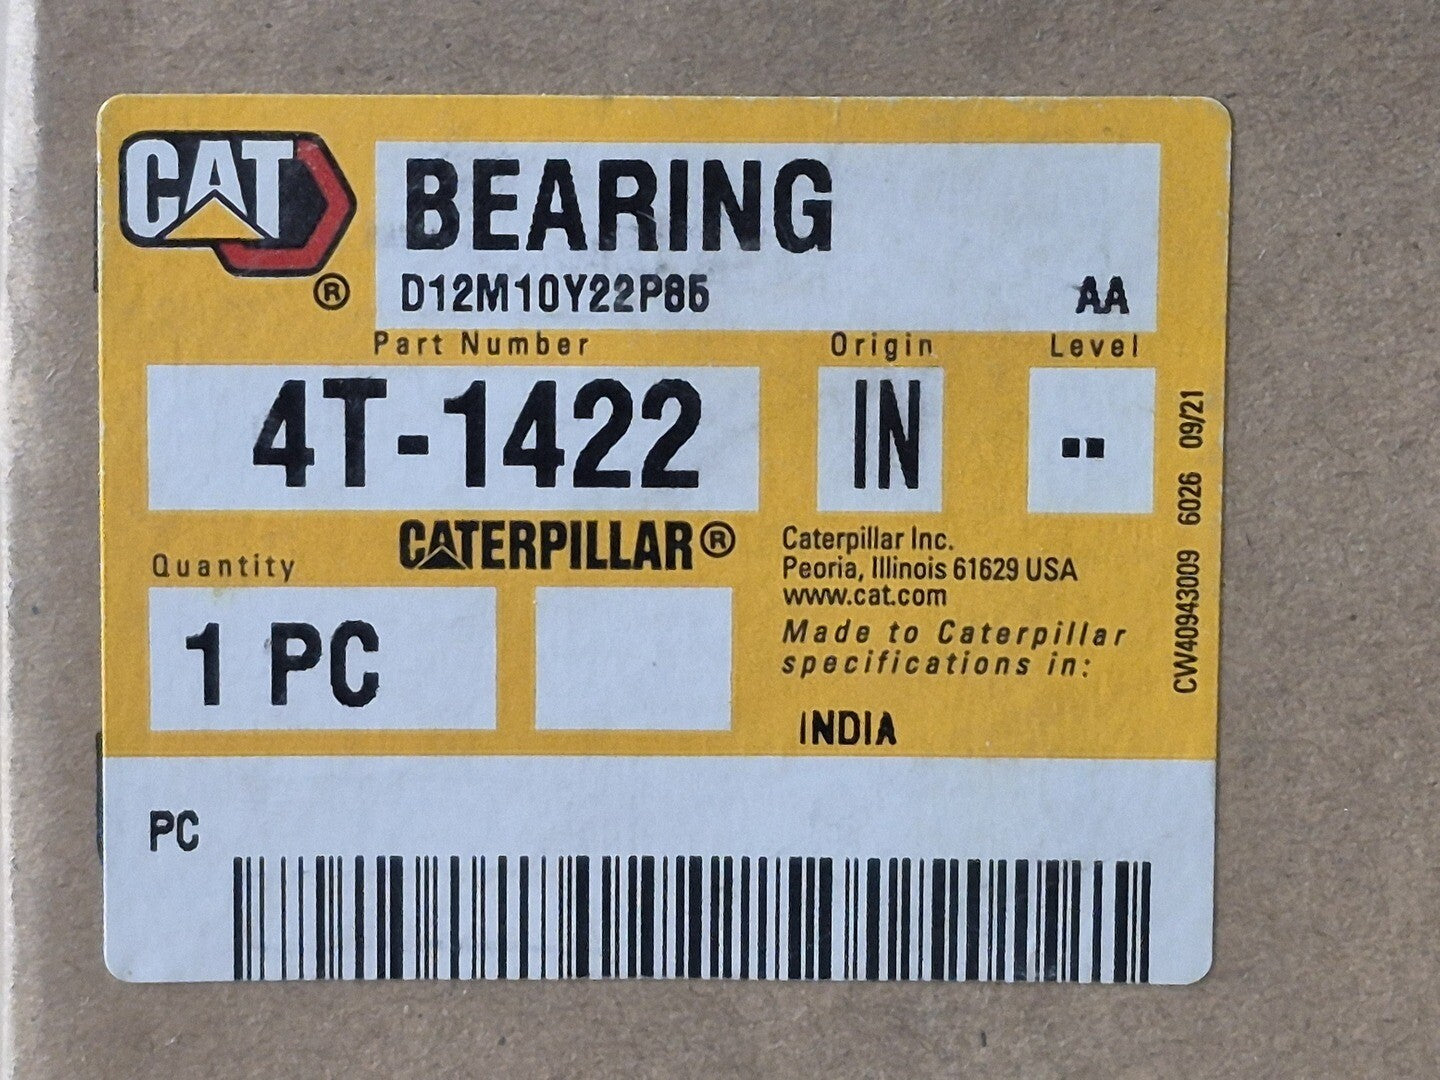 CAT
®
BEARING
D12M10Y22P85
AA
Part Number
Origin
Level
4T-1422
IN
--
CATERPILLAR®
Quantity
1 PC
Caterpillar Inc.
Peoria, Illinois 61629 USA
www.cat.com
Made to Caterpillar
specifications in:
INDIA
CW40943009 6026 09/21
PC